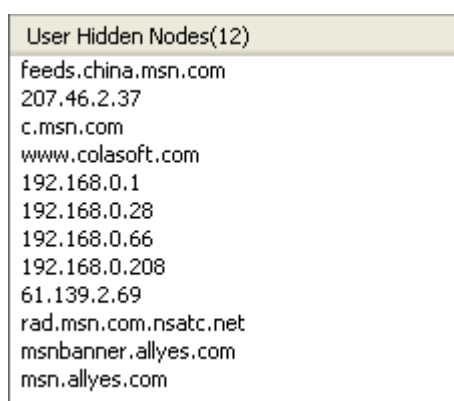 User Hidden Nodes(12)
feeds.china.msn.com
207.46.2.37
c.msn.com
www.colasoft.com
192.168.0.1
192.168.0.28
192.168.0.66
192.168.0.208
61.139.2.69
rad.msn.com.nsatc.net
msnbanner.allyes.com
msn.allyes.com